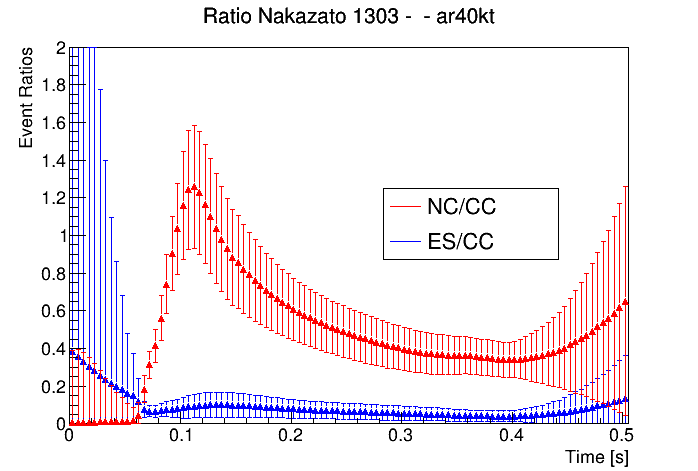 Ratio Nakazato 1303 - - ar40kt
Event Ratios
2
1.8
1.6
1.4
1.2
1
0.8
0.6
0.4
0.2
0
NC/CC
ES/CC
0 0.1 0.2 0.3 0.4 0.5
Time [s]